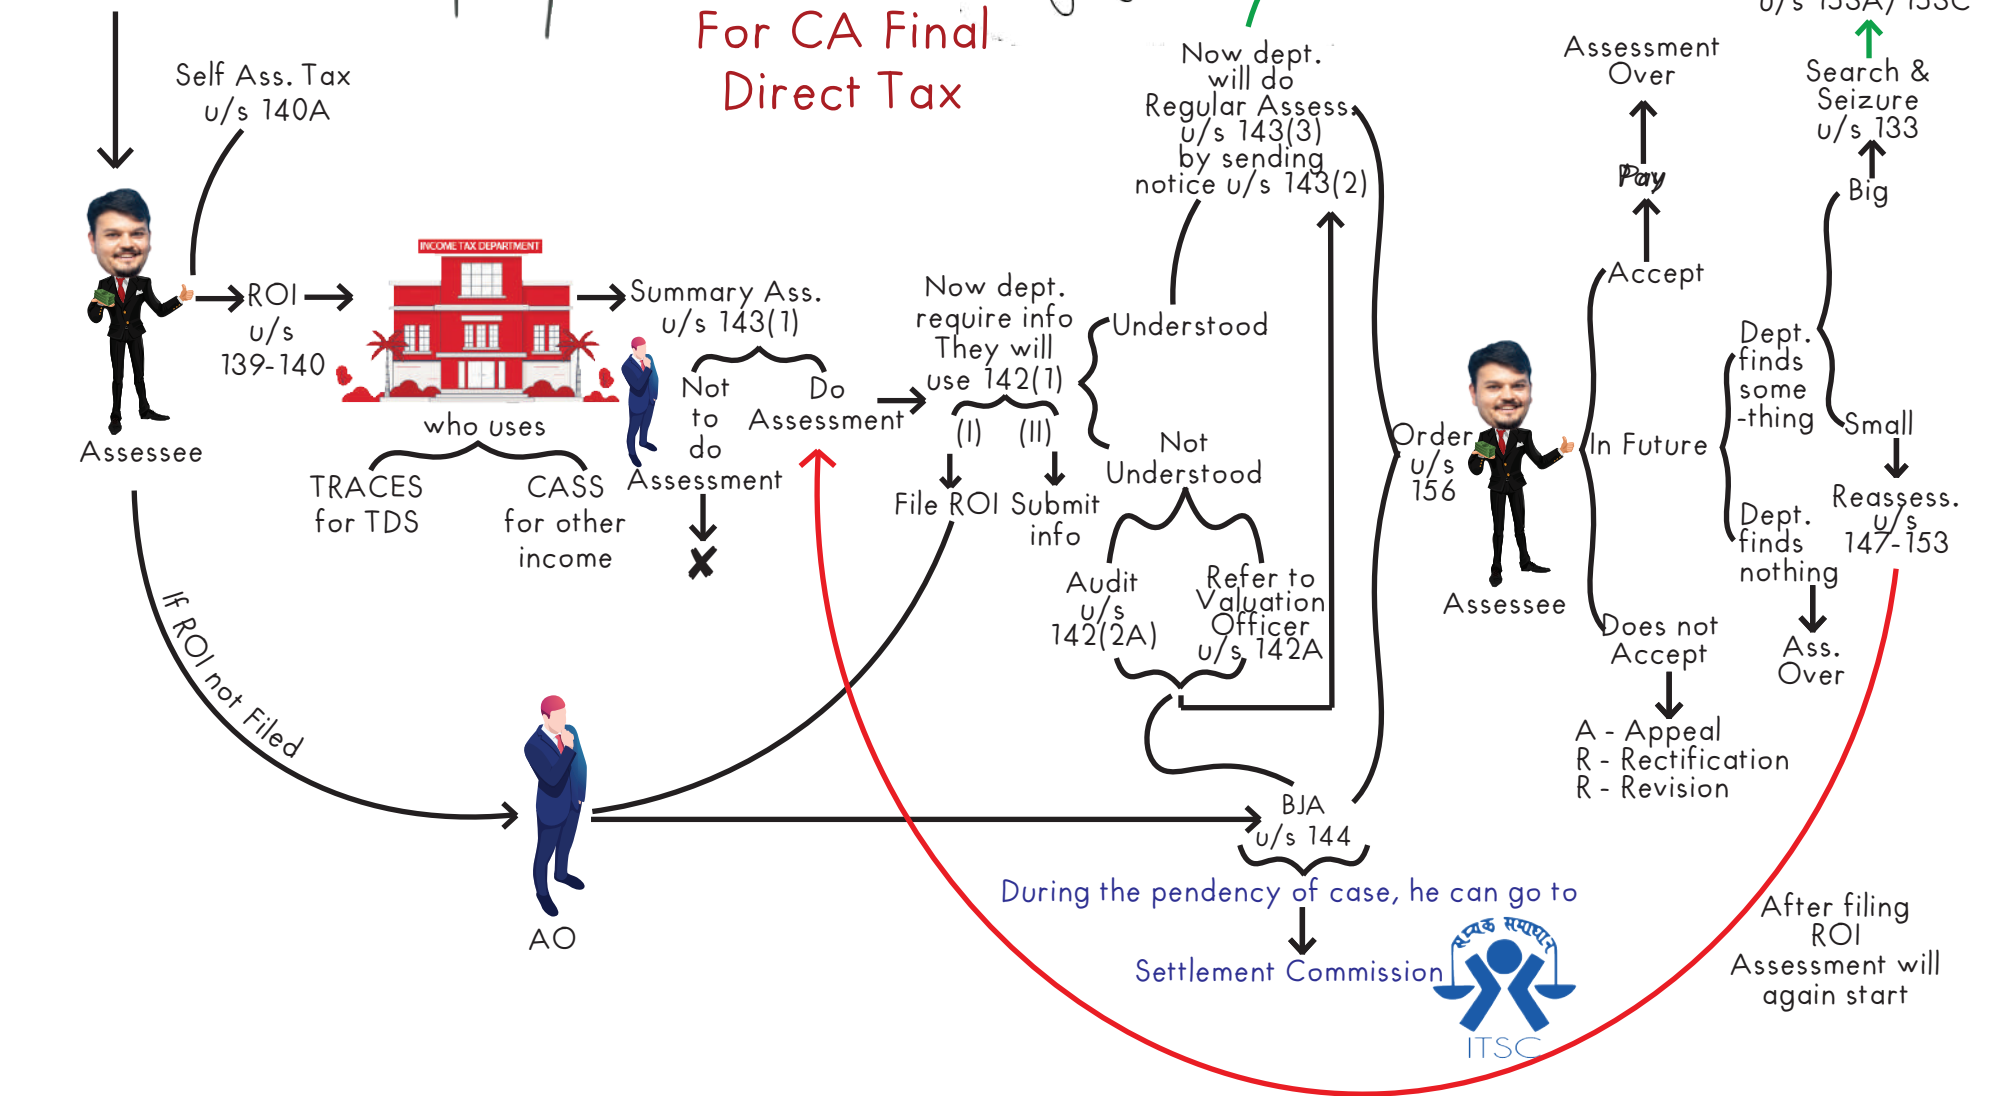 For CA Final
Direct Tax
Self Ass. Tax
u/s 140A
Assessee
ROI
u/s
139-140
INCOME TAX DEPARTMENT
who uses
TRACES
for TDS
CASS
for other
income
Summary Ass.
u/s 143(1)
Not
to
do
Assessment
Do
Assessment
Now dept.
require info
They will
use 142(1)
(I)
(II)
File ROI
Submit
info
Understood
Now dept.
will do
Regular Assess.
u/s 143(3)
by sending
notice u/s 143(2)
Not
Understood
Audit
u/s
142(2A)
Refer to
Valuation
Officer
u/s 142A
If ROI not Filed
AO
BJA
u/s 144
During the pendency of case, he can go to
Settlement Commission
सम्यक समाधान
ITSC
Order
u/s
156
Assessee
Accept
Pay
Assessment
Over
In Future
Does not
Accept
A - Appeal
R - Rectification
R - Revision
Dept.
finds
some
-thing
Big
Search &
Seizure
u/s 133
u/s 153A/153C
Small
Reassess.
u/s
147-153
Dept.
finds
nothing
Ass.
Over
After filing
ROI
Assessment will
again start